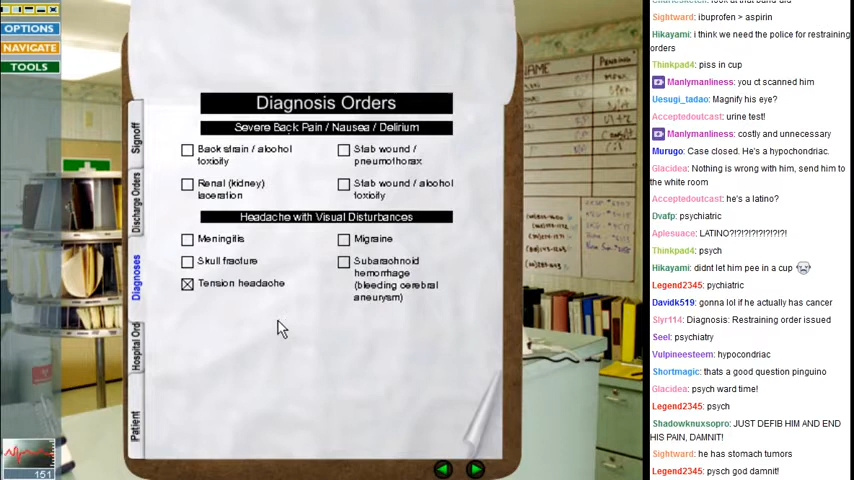 OPTIONS
NAVIGATE
TOOLS
Diagnosis Orders
Severe Back Pain / Nausea / Delirium
Back strain / alcohol
toxicity
Stab wound /
pneumothorax
Renal (kidney)
laceration
Stab wound / alcohol
toxicity
Headache with Visual Disturbances
Meningitis
Migraine
Skull fracture
Subarachnoid
hemorrhage
(bleeding cerebral
aneurysm)
Tension headache
Signoff
Discharge Orders
Diagnoses
Hospital Ord
Patient
151
Sightward: ibuprofen > aspirin
Hikayami: i think we need the police for restraining
orders
Thinkpad4: piss in cup
Manlymanliness: you ct scanned him
Uesugi_tadao: Magnify his eye?
Acceptedoutcast: urine test!
Manlymanliness: costly and unnecessary
Murugo: Case closed. He's a hypochondriac.
Glacidea: Nothing is wrong with him, send him to
the white room
Acceptedoutcast: he's a latino?
Dvafp: psychiatric
Aplesuace: LATINO?!?!?!?!?!?!?!
Thinkpad4: psych
Hikayami: didnt let him pee in a cup
Legend2345: pychiatric
Davidk519: gonna lol if he actually has cancer
Slyr114: Diagnosis: Restraining order issued
Seel: psychiatry
Vulpineesteem: hypocondriac
Shortmagic: thats a good question pinguino
Glacidea: psych ward time!
Legend2345: psych
Shadowknuxsopro: JUST DEFIB HIM AND END
HIS PAIN, DAMNIT!
Sightward: he has stomach tumors
Legend2345: pysch god damnit!